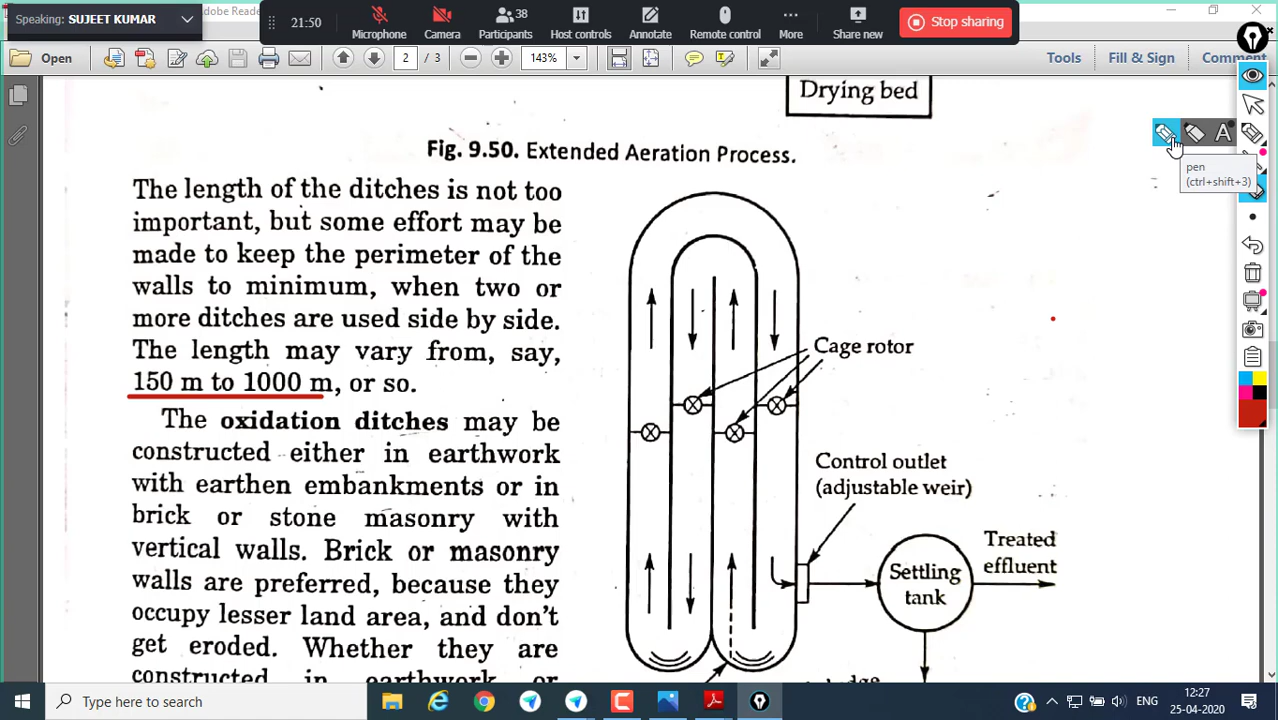 Speaking: SUJEET KUMAR
21:50
Microphone
Camera
38
Participants
Host controls
Annotate
Remote control
More
Share new
Stop sharing
Open
2 / 3
143%
Tools
Fill & Sign
Comment
A
pen
(ctrl+shift+3)
Drying bed
Fig. 9.50. Extended Aeration Process.
The length of the ditches is not too
important, but some effort may be
made to keep the perimeter of the
walls to minimum, when two or
more ditches are used side by side.
The length may vary from, say,
150 m to 1000 m, or so.
The oxidation ditches may be
constructed either in earthwork
with earthen embankments or in
brick or stone masonry with
vertical walls. Brick or masonry
walls are preferred, because they
occupy lesser land area, and don't
get eroded. Whether they are
constructed in earthwork or
Cage rotor
Control outlet
(adjustable weir)
Settling
tank
Treated
effluent
Type here to search
ENG
12:27
25-04-2020